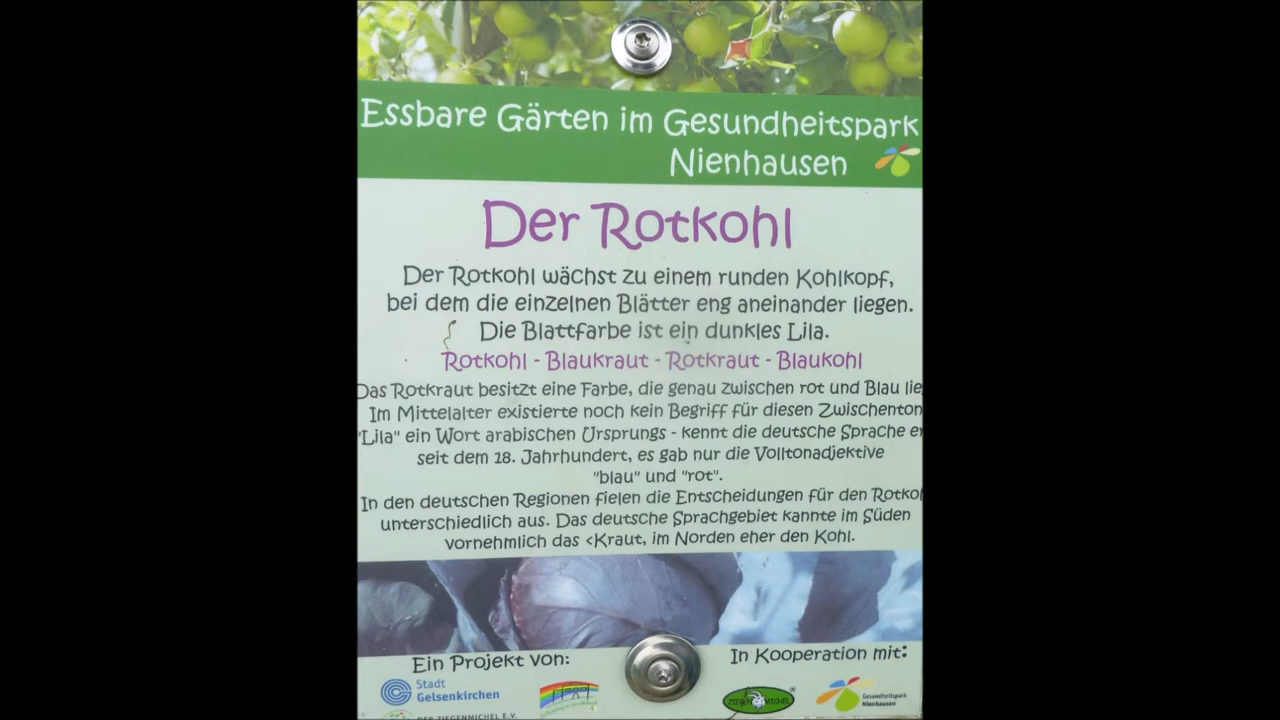 Essbare Gärten im Gesundheitspark
Nienhausen
Der Rotkohl
Der Rotkohl wächst zu einem runden Kohlkopf,
bei dem die einzelnen Blätter eng aneinander liegen.
Die Blattfarbe ist ein dunkles Lila.
Rotkohl - Blaukraut - Rotkraut - Blaukohl
Das Rotkraut besitzt eine Farbe, die genau zwischen rot und Blau lie
Im Mittelalter existierte noch kein Begriff für diesen Zwischenton
"Lila" ein Wort arabischen Ursprungs - kennt die deutsche Sprache er
seit dem 18. Jahrhundert, es gab nur die Volltonadjektive
"blau" und "rot".
In den deutschen Regionen fielen die Entscheidungen für den Rotkoh
unterschiedlich aus. Das deutsche Sprachgebiet kannte im Süden
vornehmlich das <Kraut, im Norden eher den Kohl.
Ein Projekt von:
In Kooperation mit:
Stadt
Gelsenkirchen
ZIEGENMICHEL
Gesundheitspark
Nienhausen
DER ZIEGENMICHEL E.V.